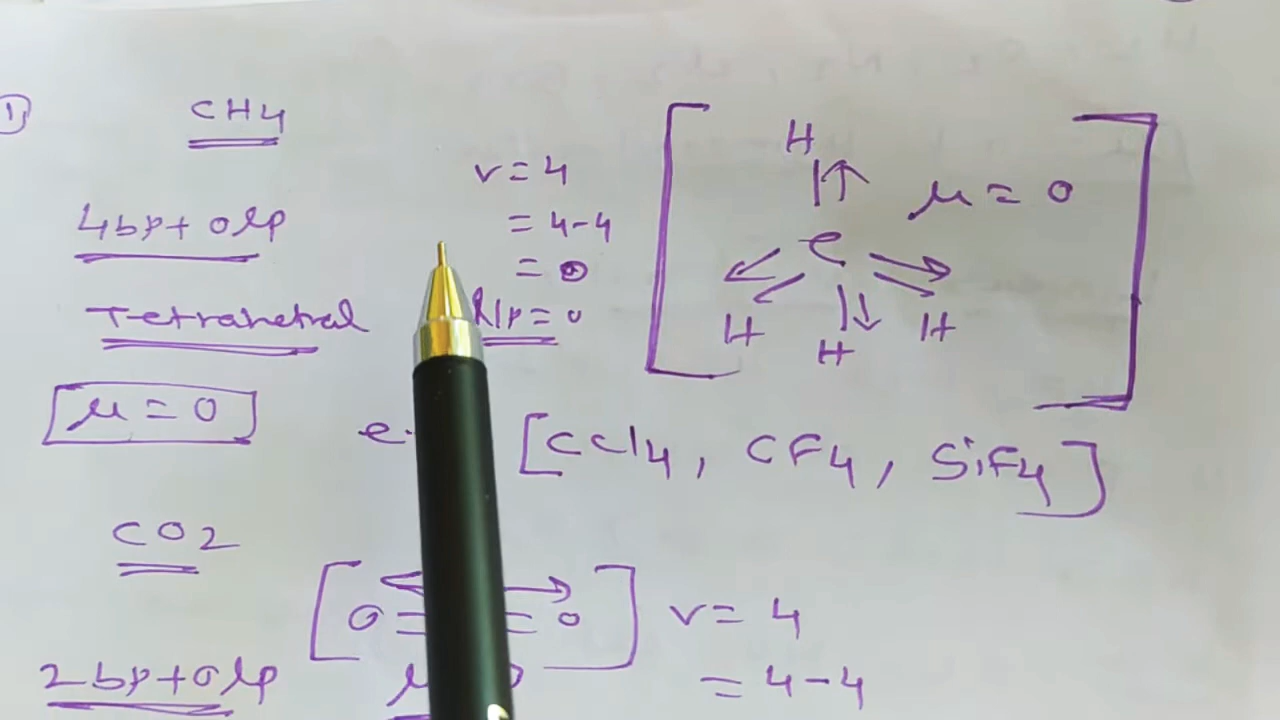 1)
CH4
4bp + 0lp
Tetrahetral
μ = 0
v = 4
= 4-4
= 0
lp = 0
H
C
H
H
H
μ = 0
[CCl4, CF4, SiF4]
CO2
[O = = O]
2bp + 0lp
v = 4
= 4-4